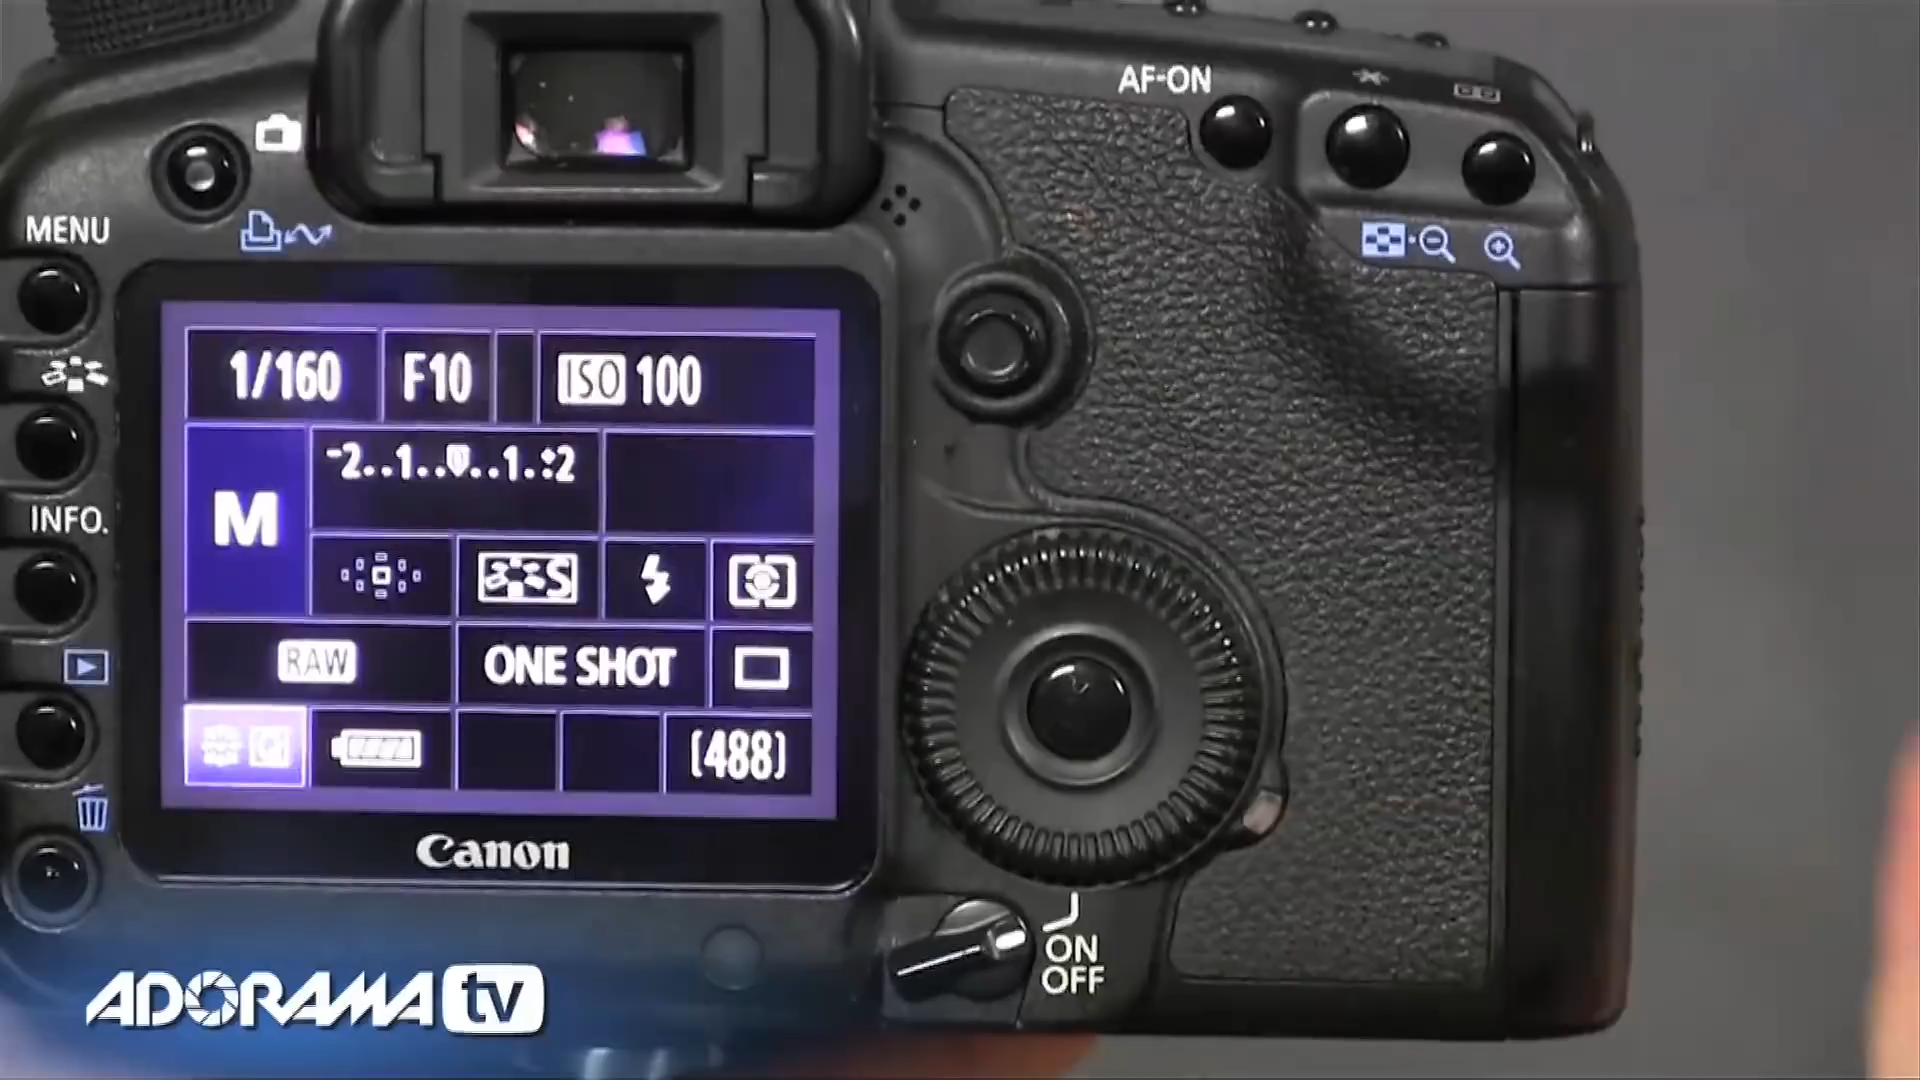 AF-ON
MENU
1/160 F10 ISO 100
-2..1..0..1.:2
M
INFO.
S
RAW ONE SHOT
[488]
Canon
ON
OFF
ADORAMA tv